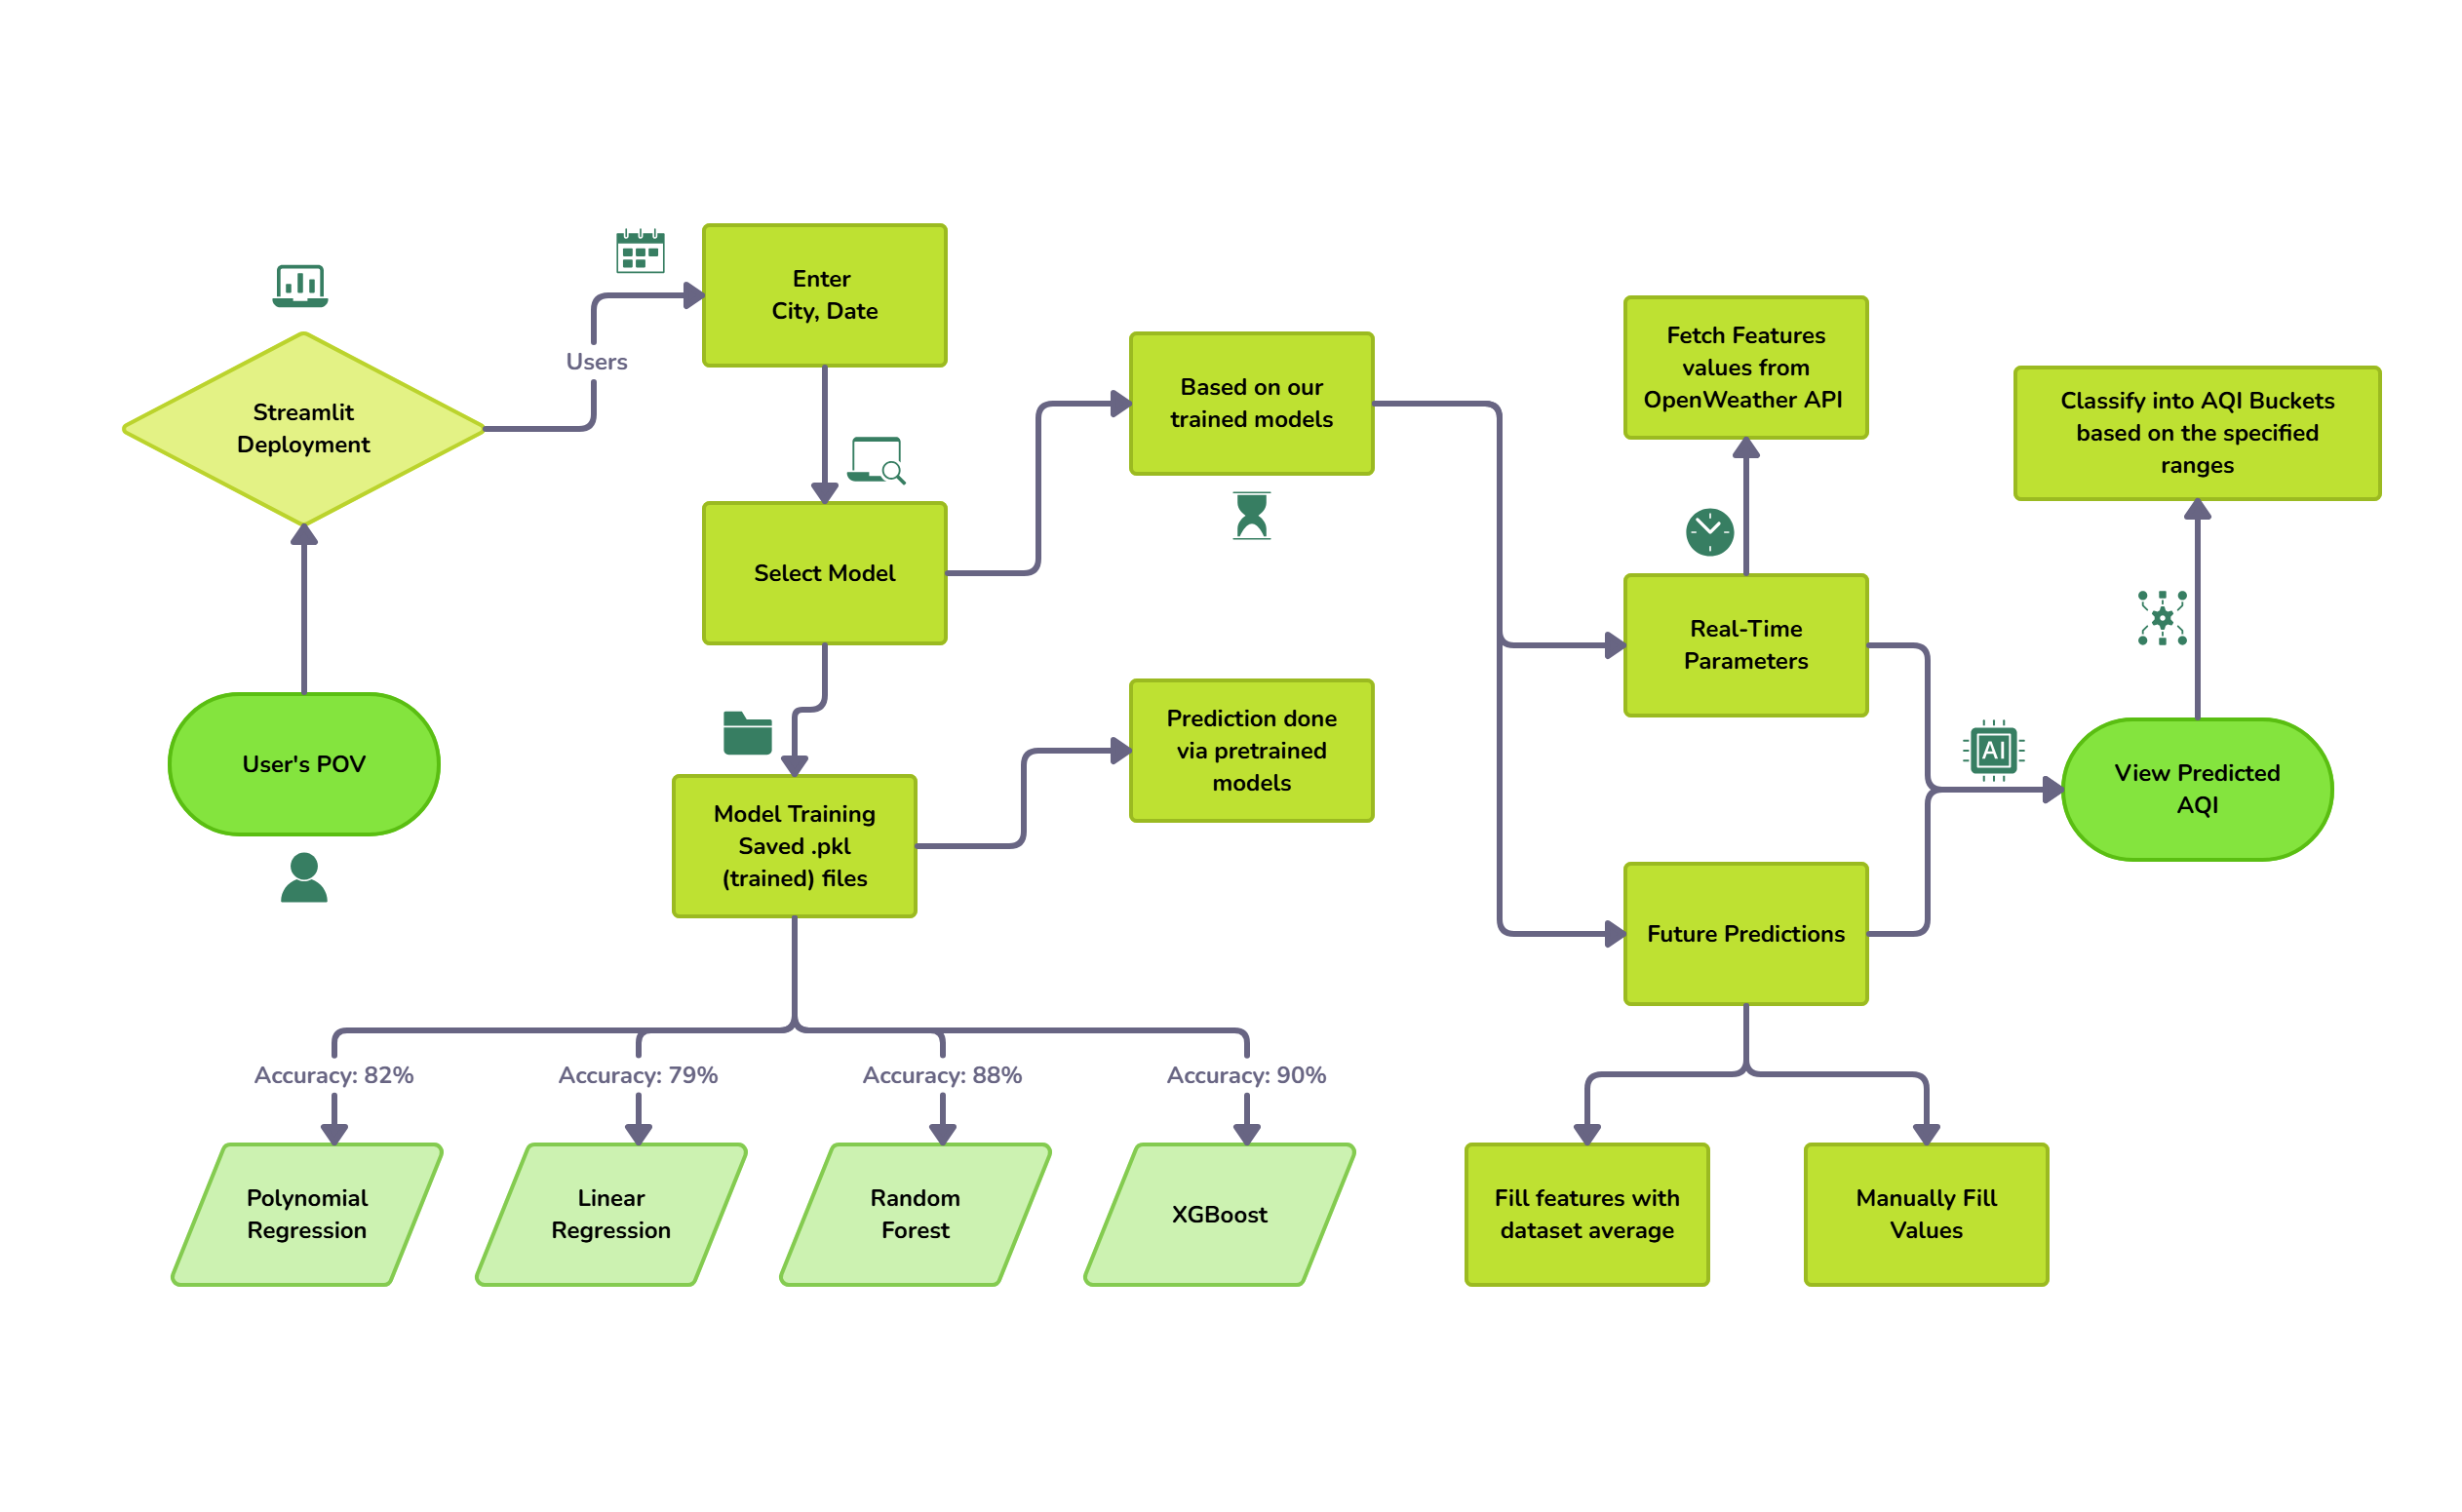 User's POV
Streamlit
Deployment
Users
Enter
City, Date
Select Model
Based on our
trained models
Model Training
Saved .pkl
(trained) files
Prediction done
via pretrained
models
Accuracy: 82%
Accuracy: 79%
Accuracy: 88%
Accuracy: 90%
Polynomial
Regression
Linear
Regression
Random
Forest
XGBoost
Fetch Features
values from
OpenWeather API
Real-Time
Parameters
Future Predictions
Fill features with
dataset average
Manually Fill
Values
AI
View Predicted
AQI
Classify into AQI Buckets
based on the specified
ranges